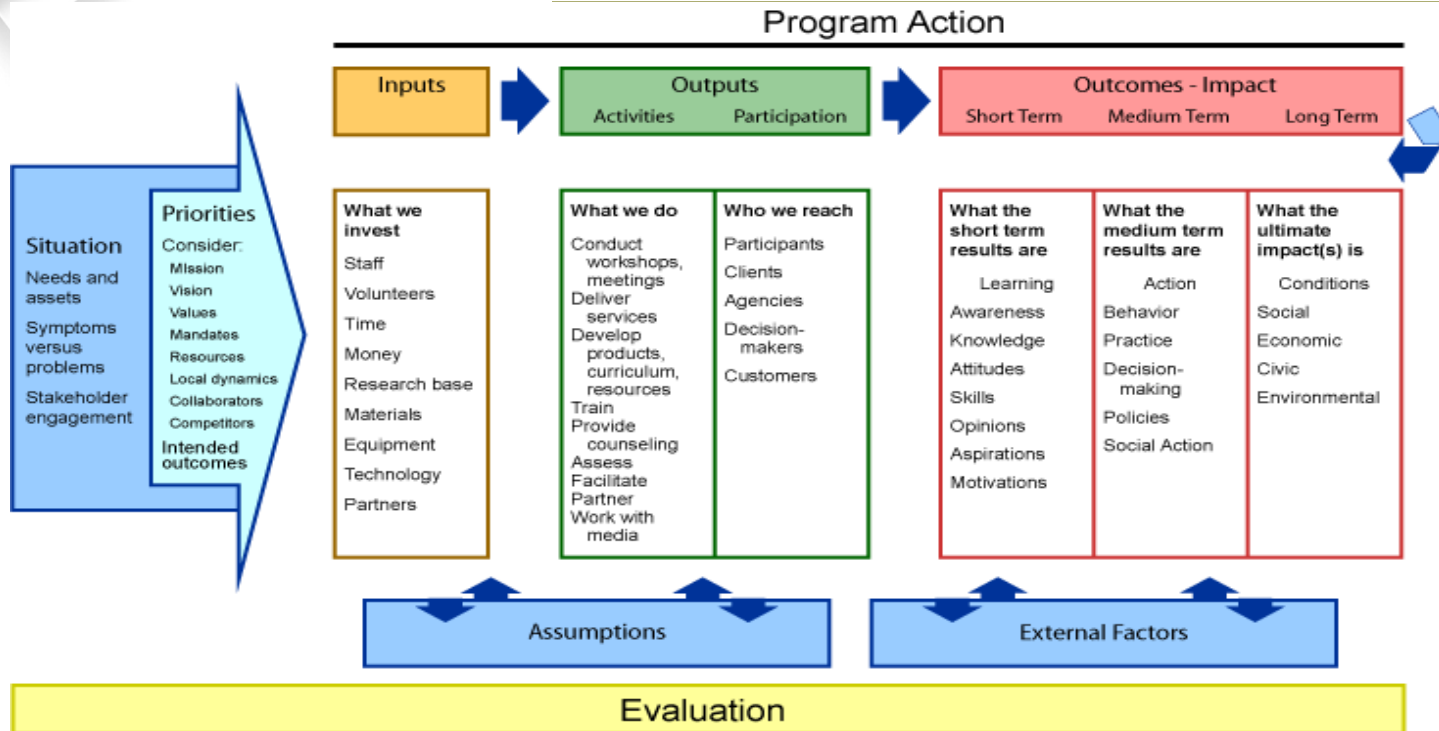 Program Action
Inputs
Outputs
Activities Participation
Outcomes - Impact
Short Term Medium Term Long Term
Situation
Needs and
assets
Symptoms
versus
problems
Stakeholder
engagement
Priorities
Consider:
MIssion
Vision
Values
Mandates
Resources
Local dynamics
Collaborators
Competitors
Intended
outcomes
What we
invest
Staff
Volunteers
Time
Money
Research base
Materials
Equipment
Technology
Partners
What we do
Conduct
workshops,
meetings
Deliver
services
Develop
products,
curriculum,
resources
Train
Provide
counseling
Assess
Facilitate
Partner
Work with
media
Who we reach
Participants
Clients
Agencies
Decision-
makers
Customers
What the
short term
results are
Learning
Awareness
Knowledge
Attitudes
Skills
Opinions
Aspirations
Motivations
What the
medium term
results are
Action
Behavior
Practice
Decision-
making
Policies
Social Action
What the
ultimate
impact(s) is
Conditions
Social
Economic
Civic
Environmental
Assumptions
External Factors
Evaluation